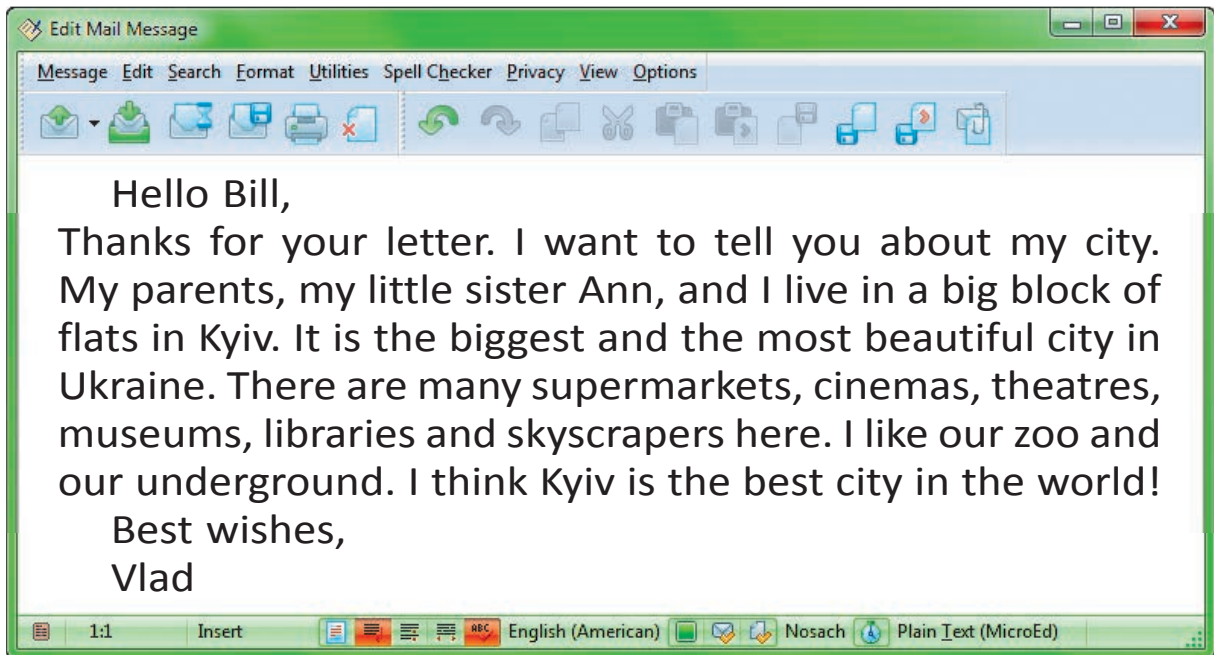 Edit Mail Message
Message Edit Search Format Utilities Spell Checker Privacy View Options
Hello Bill,
Thanks for your letter. I want to tell you about my city.
My parents, my little sister Ann, and I live in a big block of
flats in Kyiv. It is the biggest and the most beautiful city in
Ukraine. There are many supermarkets, cinemas, theatres,
museums, libraries and skyscrapers here. I like our zoo and
our underground. I think Kyiv is the best city in the world!
Best wishes,
Vlad
1:1 Insert ABC English (American) Nosach Plain Text (MicroEd)